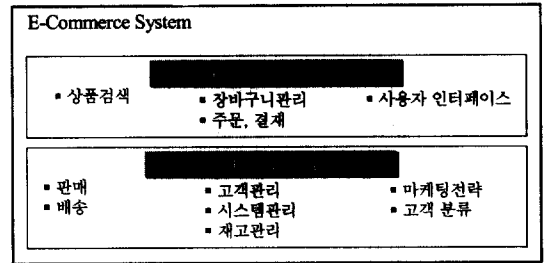 E-Commerce System
▪ 상품검색 ▪ 장바구니관리 ▪ 사용자 인터페이스
▪ 주문, 결재
▪ 판매 ▪ 고객관리 ▪ 마케팅전략
▪ 배송 ▪ 시스템관리 ▪ 고객 분류
▪ 재고관리